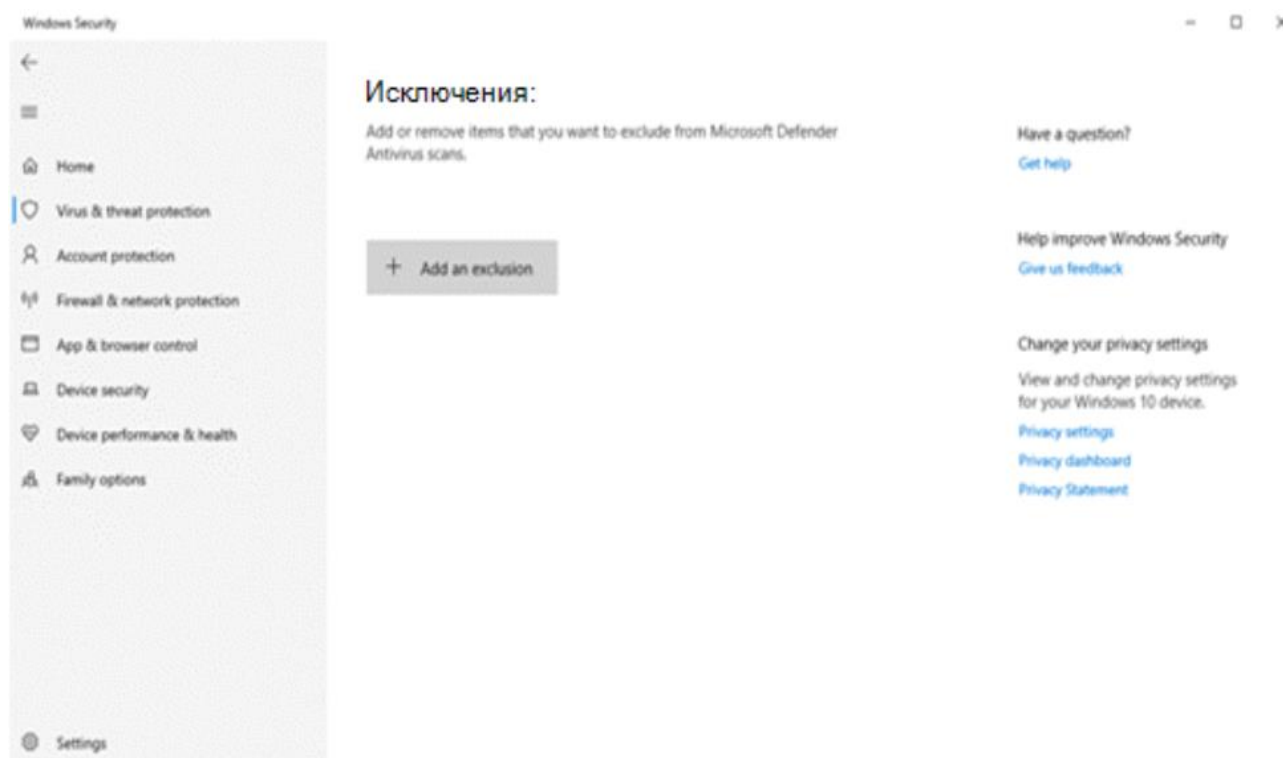 Windows Security
Home
Virus & threat protection
Account protection
Firewall & network protection
App & browser control
Device security
Device performance & health
Family options
Settings
Исключения:
Add or remove items that you want to exclude from Microsoft Defender
Antivirus scans.
+ Add an exclusion
Have a question?
Get help
Help improve Windows Security
Give us feedback
Change your privacy settings
View and change privacy settings
for your Windows 10 device.
Privacy settings
Privacy dashboard
Privacy Statement